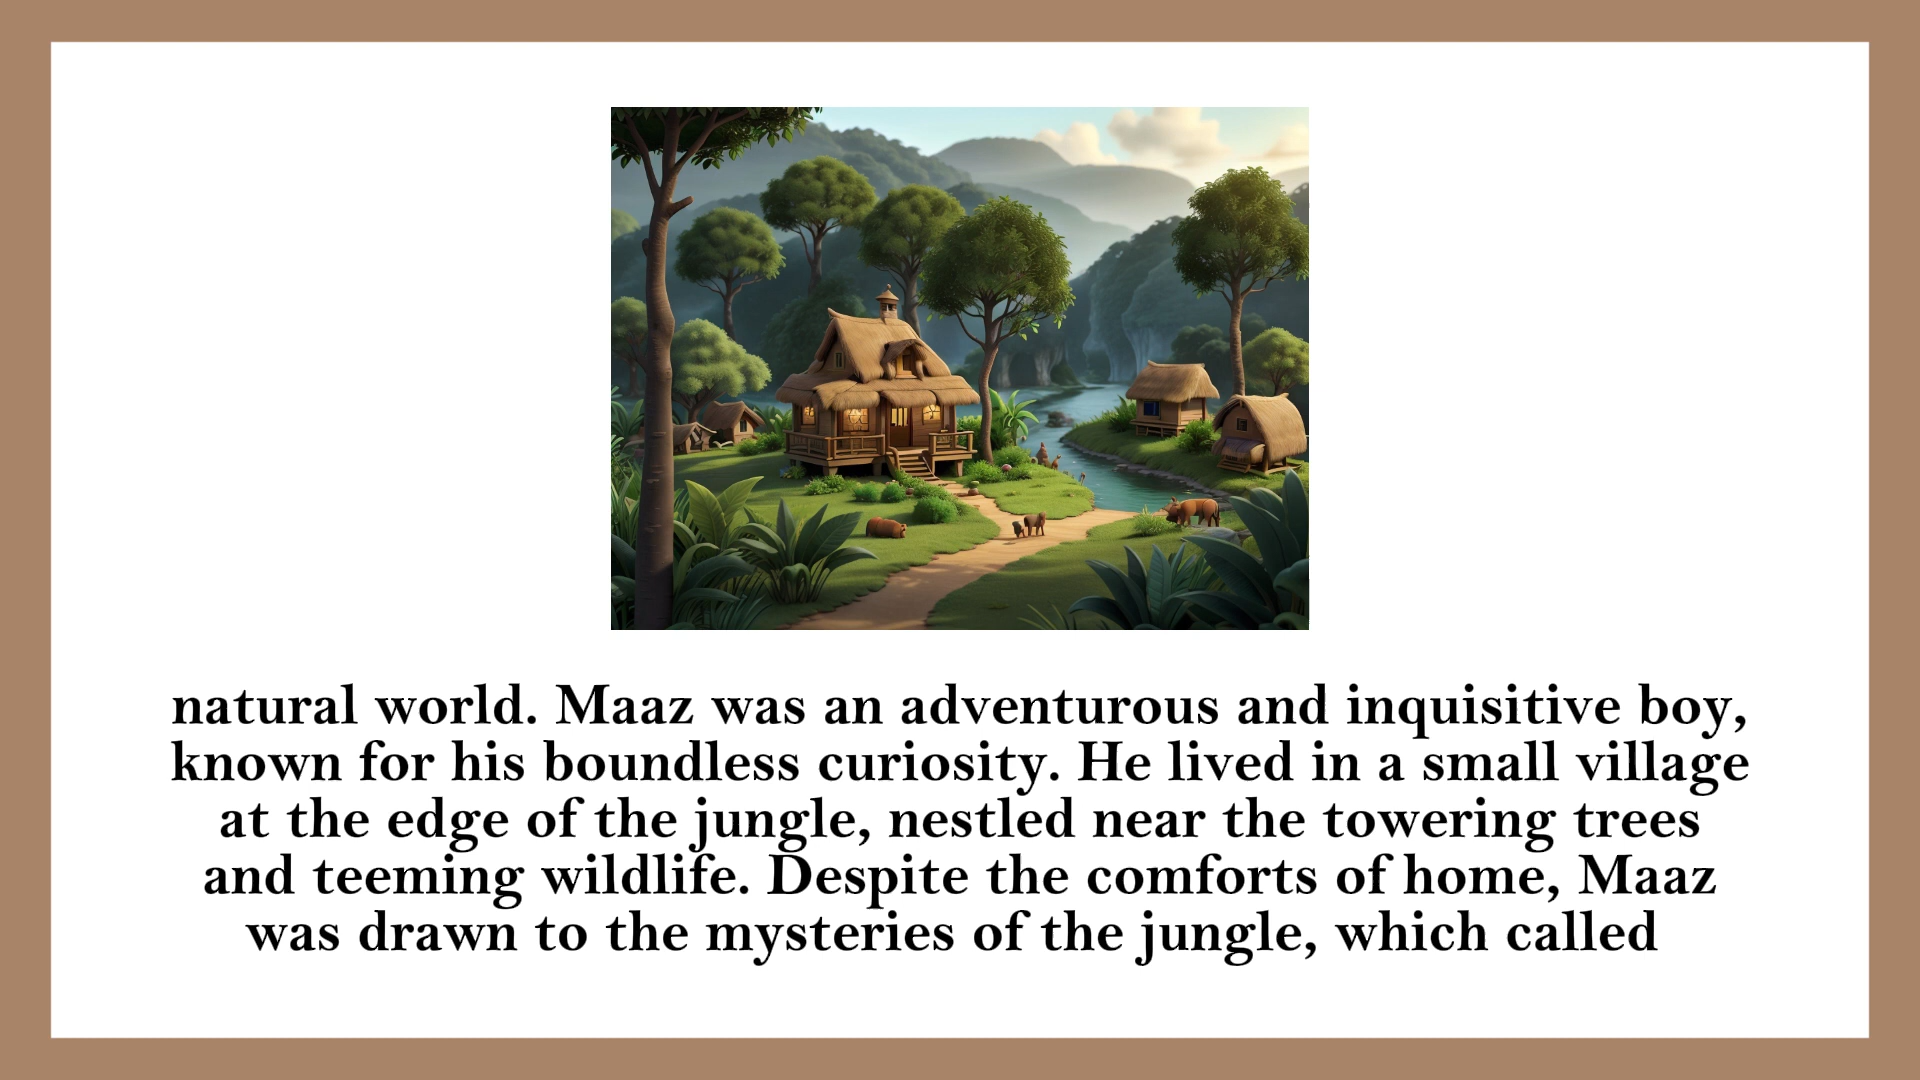 natural world. Maaz was an adventurous and inquisitive boy,
known for his boundless curiosity. He lived in a small village
at the edge of the jungle, nestled near the towering trees
and teeming wildlife. Despite the comforts of home, Maaz
was drawn to the mysteries of the jungle, which called